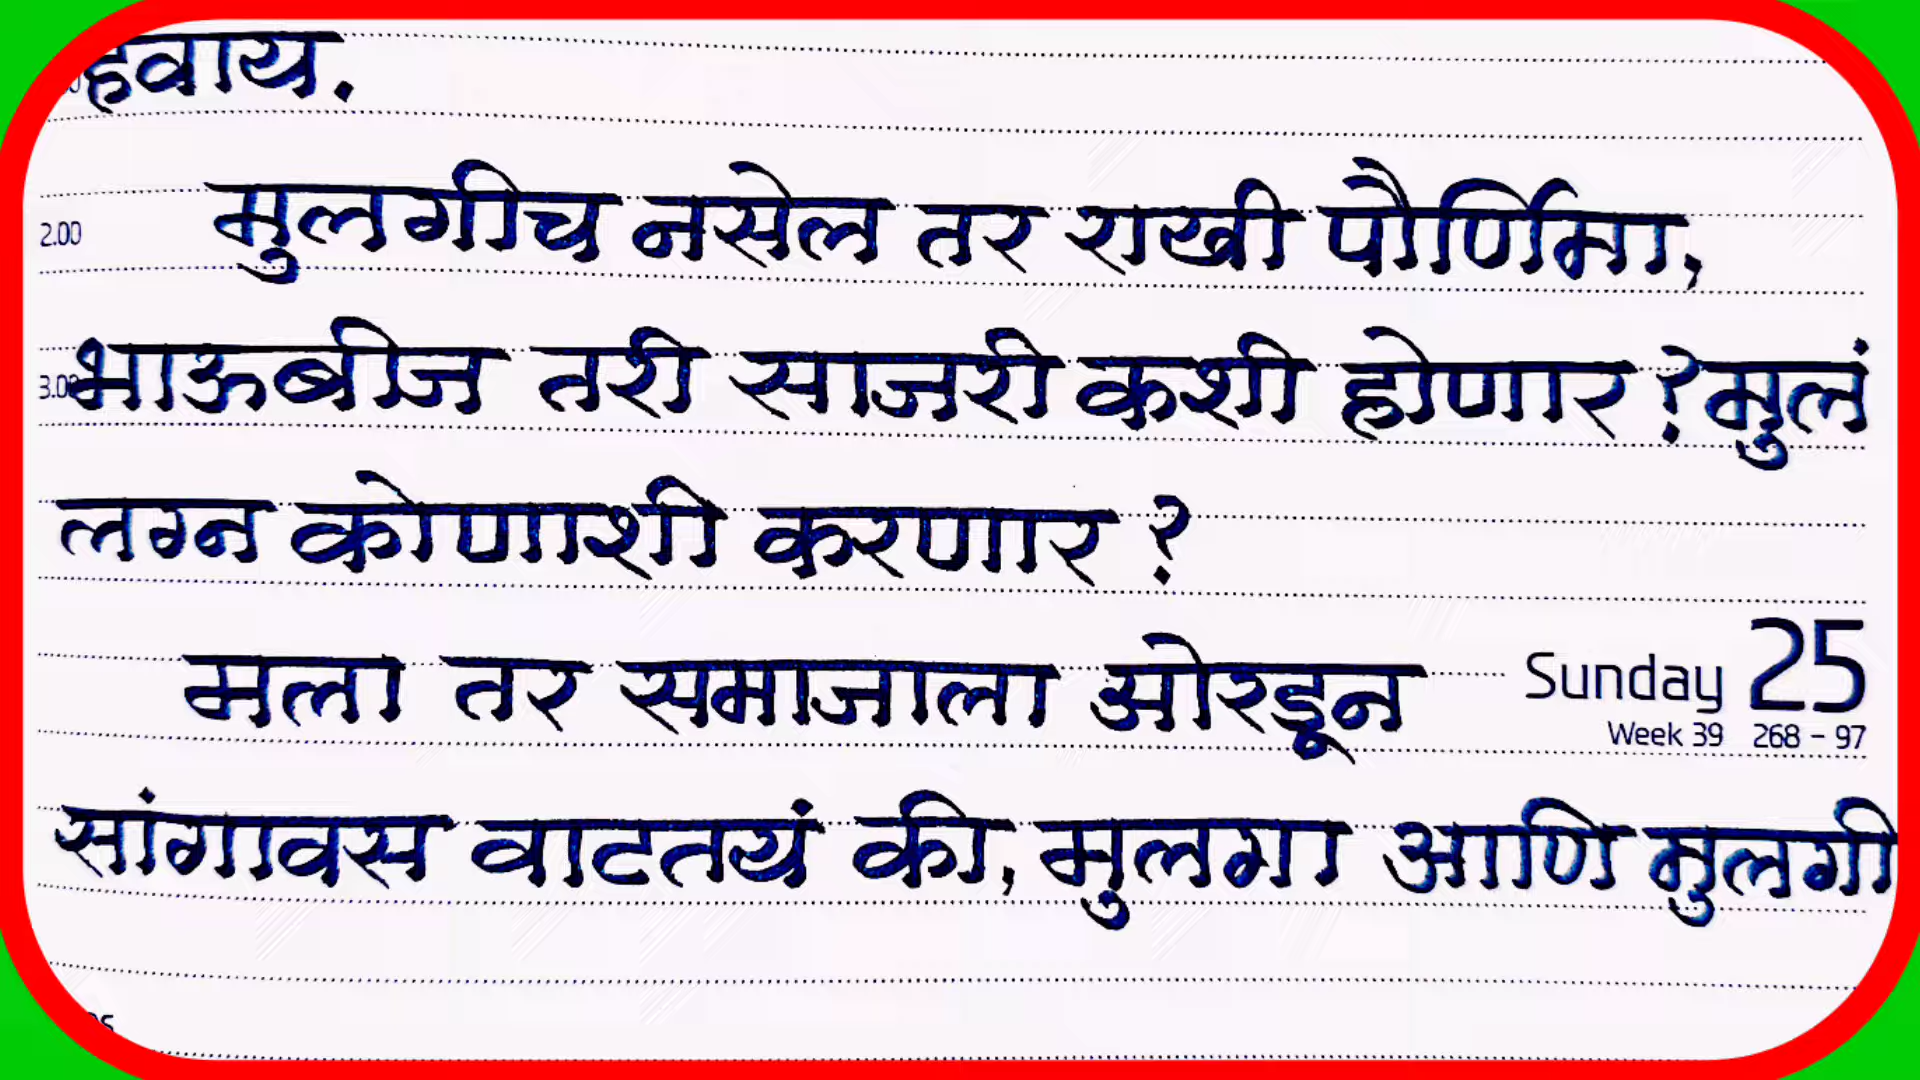 हवाय.
2.00 मुलगीच नसेल तर राखी पौर्णिमा,
3.00 भाऊबीज तरी साजरी कशी होणार ? मुलं
लग्न कोणाशी करणार ?
मला तर समाजाला ओरडून
Sunday 25
Week 39 268 - 97
सांगावस वाटतयं की, मुलगा आणि मुलगी